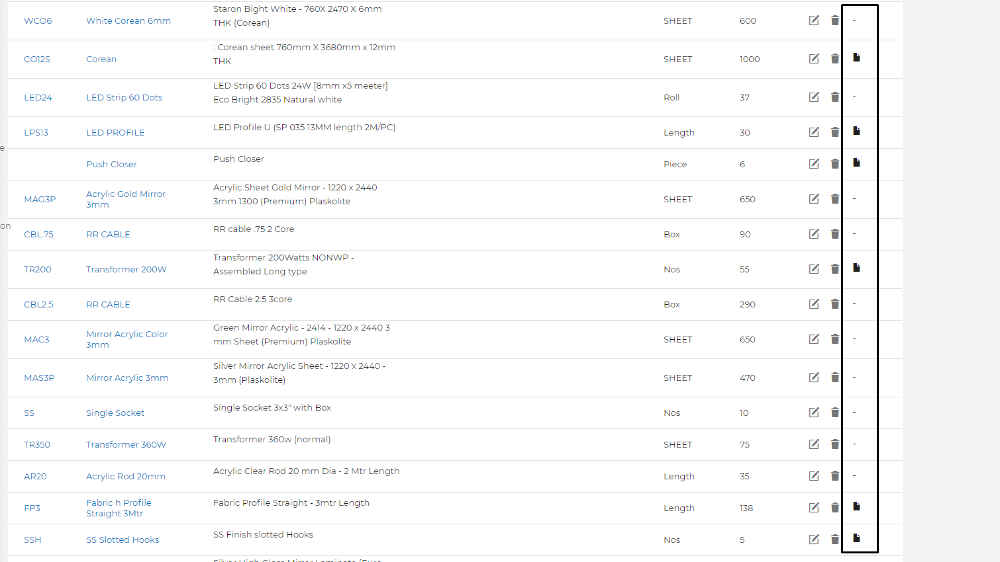 WCO6 White Corean 6mm Staron Bight White - 760X 2470 X 6mm SHEET 600 -
THK (Corean)
CO12S Corean : Corean sheet 760mm X 3680mm x 12mm SHEET 1000
THK
LED24 LED Strip 60 Dots LED Strip 60 Dots 24W [8mm x5 meeter] Roll 37 -
Eco Bright 2835 Natural white
LPS13 LED PROFILE LED Profile U (SP 035 13MM length 2M/PC) Length 30
e
Push Closer Push Closer Piece 6
MAG3P Acrylic Gold Mirror Acrylic Sheet Gold Mirror - 1220 x 2440 SHEET 650 -
3mm 3mm 1300 (Premium) Plaskolite
on
CBL.75 RR CABLE RR cable .75 2 Core Box 90 -
TR200 Transformer 200W Transformer 200Watts NONWP - Nos 55
Assembled Long type
CBL2.5 RR CABLE RR Cable 2.5 3core Box 290 -
MAC3 Mirror Acrylic Color Green Mirror Acrylic - 2414 - 1220 x 2440 3 SHEET 650 -
3mm mm Sheet (Premium) Plaskolite
MAS3P Mirror Acrylic 3mm Silver Mirror Acrylic Sheet - 1220 x 2440 - SHEET 470 -
3mm (Plaskolite)
SS Single Socket Single Socket 3x3" with Box Nos 10 -
TR350 Transformer 360W Transformer 360w (normal) SHEET 75 -
AR20 Acrylic Rod 20mm Acrylic Clear Rod 20 mm Dia - 2 Mtr Length Length 35 -
FP3 Fabric h Profile Fabric Profile Straight - 3mtr Length Length 138
Straight 3Mtr
SSH SS Slotted Hooks SS Finish slotted Hooks Nos 5